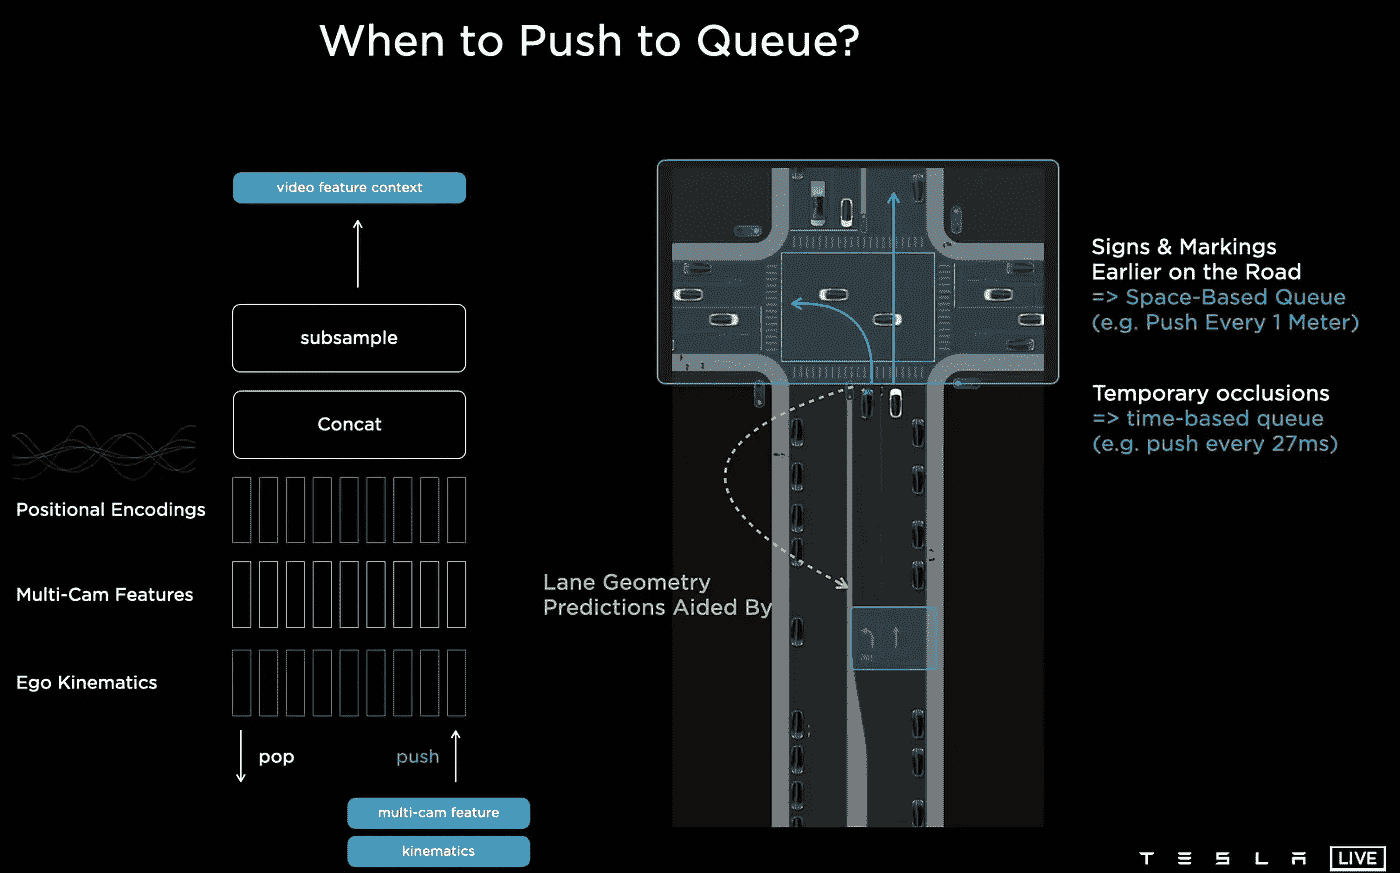 When to Push to Queue?
video feature context
subsample
Concat
Positional Encodings
Multi-Cam Features
Ego Kinematics
pop
push
multi-cam feature
kinematics
Lane Geometry
Predictions Aided By
Signs & Markings
Earlier on the Road
=> Space-Based Queue
(e.g. Push Every 1 Meter)
Temporary occlusions
=> time-based queue
(e.g. push every 27ms)
TESLA LIVE